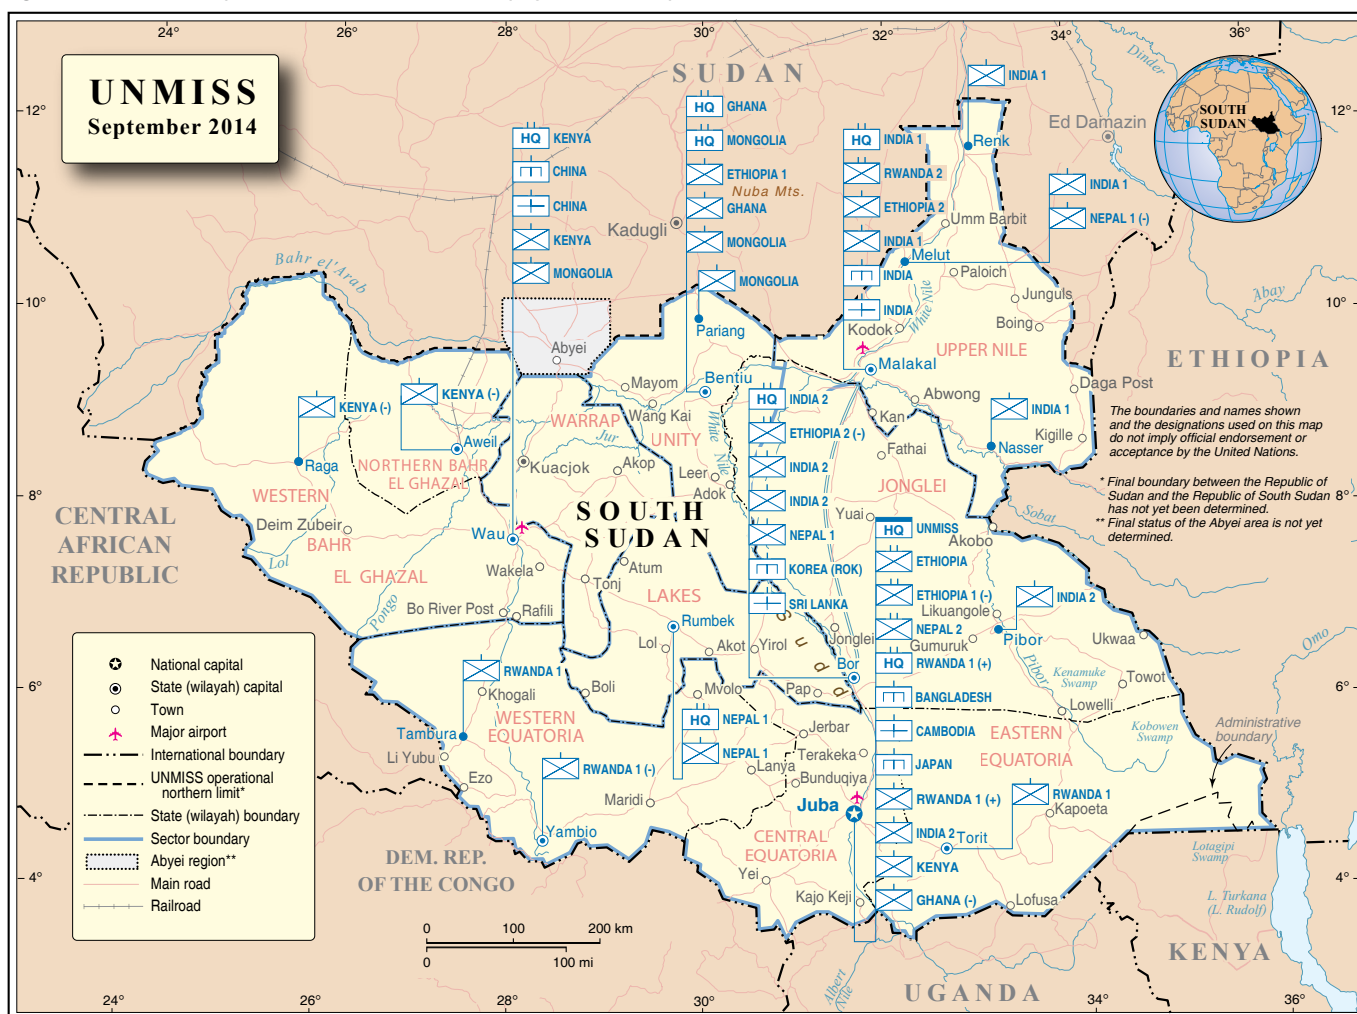 UNMISS
September 2014
24°
26°
28°
30°
32°
34°
36°
12°
10°
8°
6°
4°
12°
10°
8°
6°
4°
24°
26°
28°
30°
34°
36°
SUDAN
ETHIOPIA
KENYA
UGANDA
DEM. REP.
OF THE CONGO
CENTRAL
AFRICAN
REPUBLIC
SOUTH
SUDAN
SOUTH
SUDAN
HQ KENYA
CHINA
CHINA
KENYA
MONGOLIA
HQ GHANA
HQ MONGOLIA
ETHIOPIA 1
Nuba Mts.
GHANA
MONGOLIA
MONGOLIA
HQ INDIA 1
RWANDA 2
ETHIOPIA 2
INDIA 1
INDIA
INDIA
INDIA 1
INDIA 1
NEPAL 1 (-)
INDIA 1
KENYA (-)
KENYA (-)
HQ INDIA 2
ETHIOPIA 2 (-)
INDIA 2
INDIA 2
NEPAL 1
KOREA (ROK)
SRI LANKA
HQ UNMISS
ETHIOPIA
ETHIOPIA 1 (-)
NEPAL 2
HQ RWANDA 1 (+)
BANGLADESH
CAMBODIA
JAPAN
RWANDA 1 (+)
INDIA 2
KENYA
GHANA (-)
INDIA 2
RWANDA 1
RWANDA 1
RWANDA 1 (-)
HQ NEPAL 1
NEPAL 1
Dinder
Ed Damazin
Renk
Umm Barbit
Melut
Paloich
Junguls
Boing
Kadugli
Bahr el'Arab
Abay
Kodok
White Nile
Malakal
UPPER NILE
Daga Post
Abwong
Kan
Kigille
Nasser
Fathai
JONGLEI
Pariang
Bentiu
Abyei
Mayom
Wang Kai
WARRAP
UNITY
White Nile
Jur
Leer
Adok
Akop
Kuacjok
Aweil
NORTHERN BAHR
EL GHAZAL
Raga
WESTERN
BAHR
EL GHAZAL
Deim Zubeir
Lol
Pongo
Wau
Wakela
Bo River Post
Rafili
Tonj
Atum
LAKES
Rumbek
Lol
Akot
Yirol
Sudd
Jonglei
Bor
Pap
Yuai
Akobo
Sobat
Likuangole
Gumuruk
Pibor
Pibor
Kenamuke
Swamp
Ukwaa
Towot
Lowelli
Kobowen
Swamp
Omo
Administrative
boundary
Khogali
Boli
WESTERN
EQUATORIA
Tambura
Li Yubu
Ezo
Yambio
Maridi
Mvolo
Jerbar
Terakeka
Lanya
Bunduqiya
Juba
CENTRAL
EQUATORIA
Yei
Kajo Keji
EASTERN
EQUATORIA
Kapoeta
Torit
Lofusa
Lotagipi
Swamp
L. Turkana
(L. Rudolf)
Albert
Nile
The boundaries and names shown
and the designations used on this map
do not imply official endorsement or
acceptance by the United Nations.
* Final boundary between the Republic of
Sudan and the Republic of South Sudan
has not yet been determined.
** Final status of the Abyei area is not yet
determined.
National capital
State (wilayah) capital
Town
Major airport
International boundary
UNMISS operational
northern limit*
State (wilayah) boundary
Sector boundary
Abyei region**
Main road
Railroad
0 100 200 km
0 100 mi